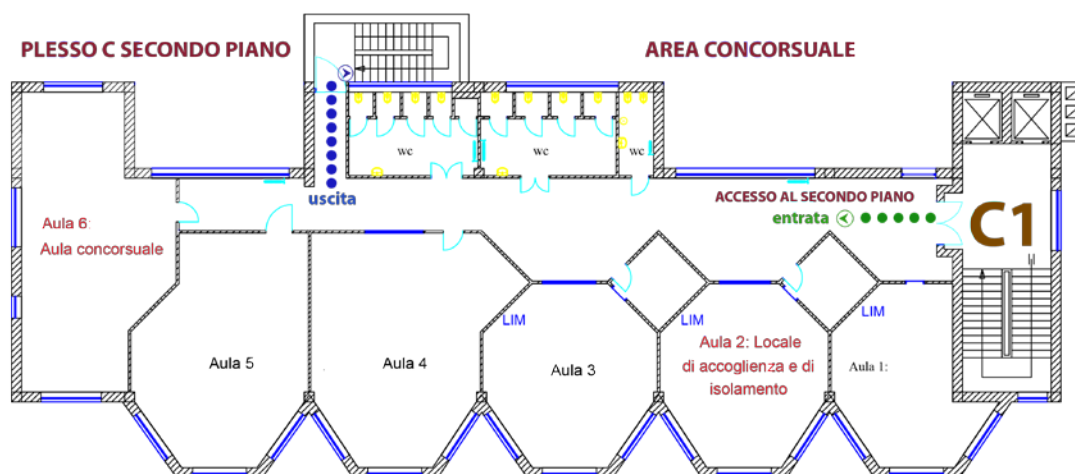 PLESSO C SECONDO PIANO
AREA CONCORSUALE
wc
wc
wc
uscita
ACCESSO AL SECONDO PIANO
entrata
C1
Aula 6:
Aula concorsuale
LIM
LIM
LIM
Aula 5
Aula 4
Aula 3
Aula 2: Locale
di accoglienza e di
isolamento
Aula 1: